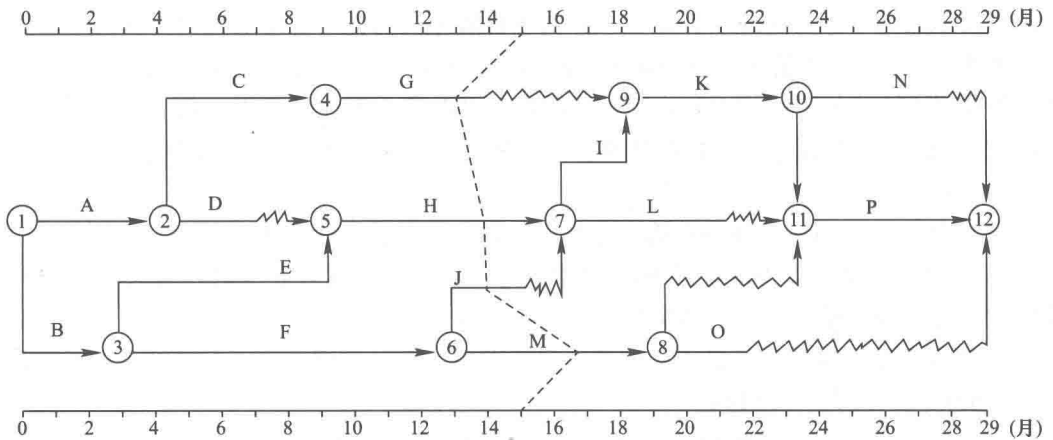 0 2 4 6 8 10 12 14 16 18 20 22 24 26 28 29 (月)
C G K N
④ ⑨ ⑩
I
A D H L P
① ② ⑤ ⑦ ⑪ ⑫
E J
B F M O
③ ⑥ ⑧
0 2 4 6 8 10 12 14 16 18 20 22 24 26 28 29 (月)